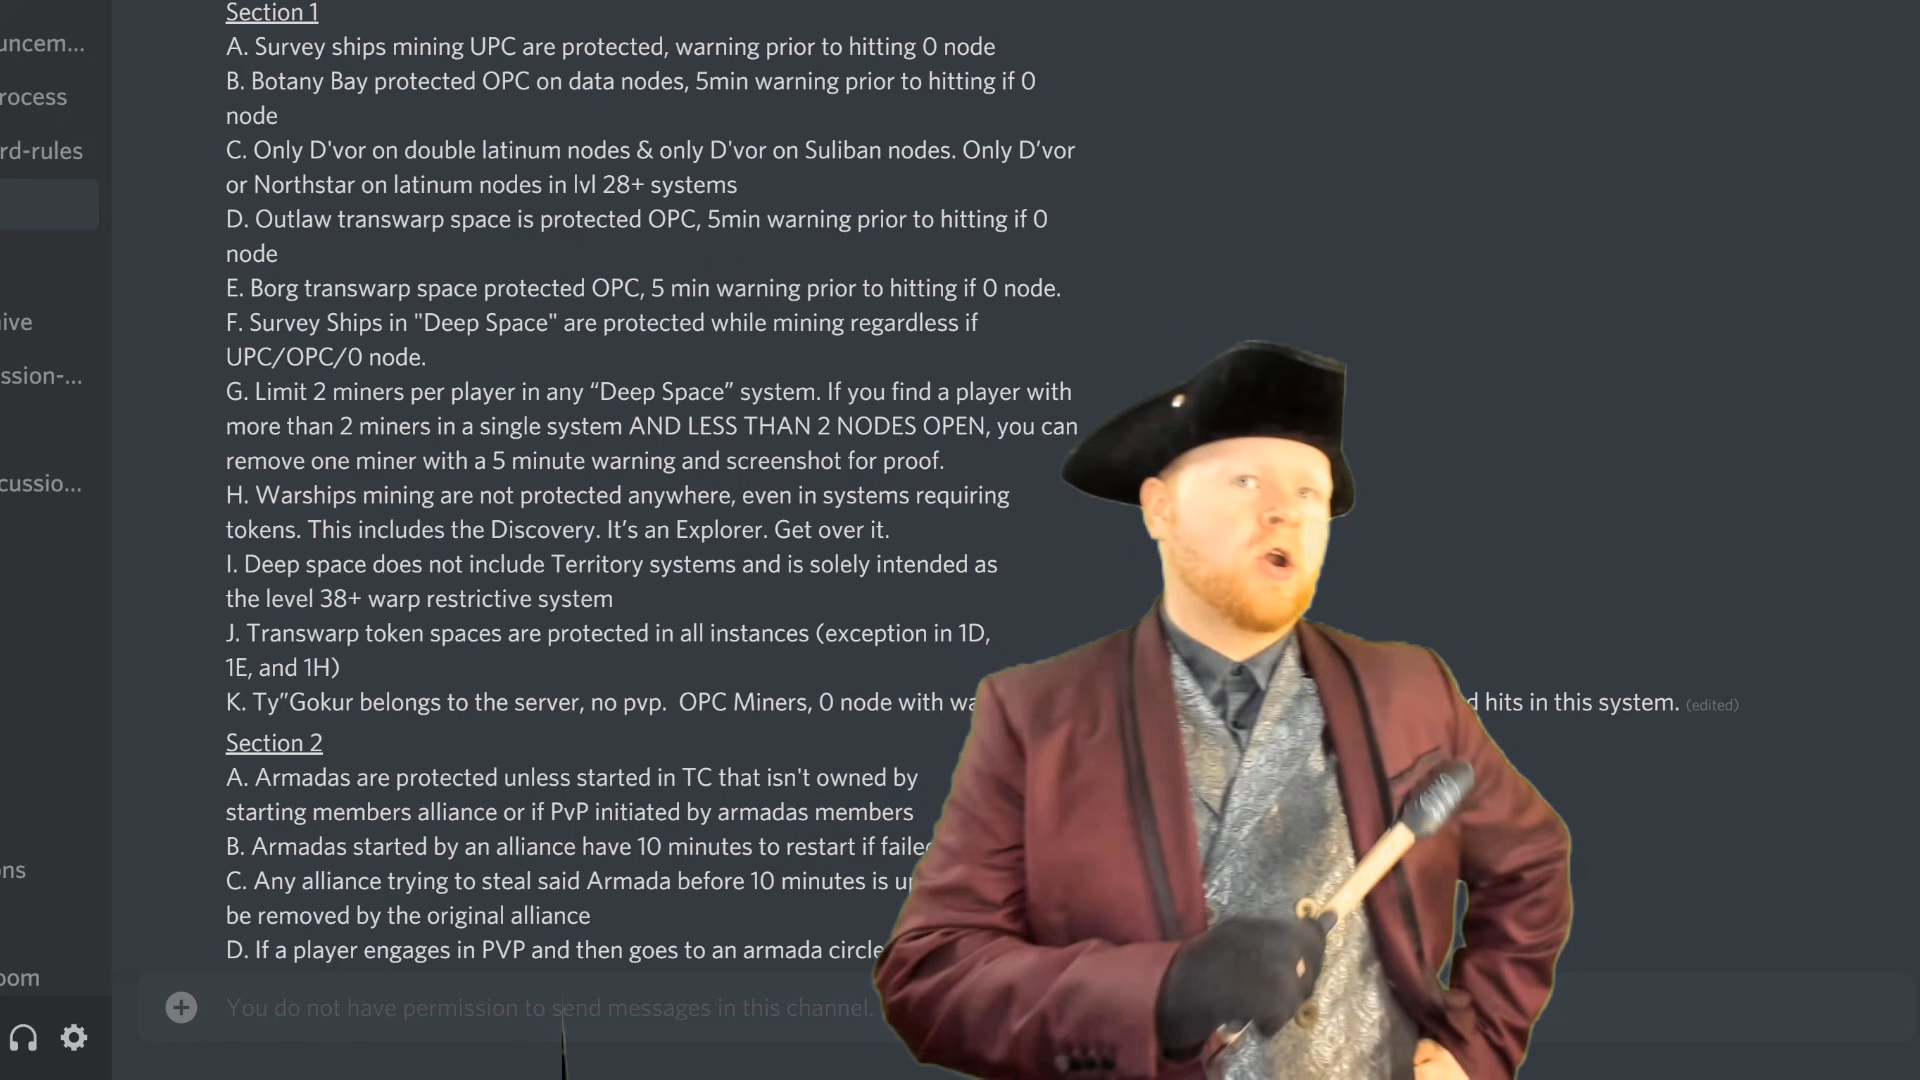 Section 1
uncem...
A. Survey ships mining UPC are protected, warning prior to hitting 0 node
B. Botany Bay protected OPC on data nodes, 5min warning prior to hitting if 0
rocess
node
rd-rules
C. Only D'vor on double latinum nodes & only D'vor on Suliban nodes. Only D’vor
or Northstar on latinum nodes in lvl 28+ systems
D. Outlaw transwarp space is protected OPC, 5min warning prior to hitting if 0
node
E. Borg transwarp space protected OPC, 5 min warning prior to hitting if 0 node.
ive
F. Survey Ships in "Deep Space" are protected while mining regardless if
UPC/OPC/0 node.
ssion-...
G. Limit 2 miners per player in any “Deep Space” system. If you find a player with
more than 2 miners in a single system AND LESS THAN 2 NODES OPEN, you can
remove one miner with a 5 minute warning and screenshot for proof.
cussio...
H. Warships mining are not protected anywhere, even in systems requiring
tokens. This includes the Discovery. It’s an Explorer. Get over it.
I. Deep space does not include Territory systems and is solely intended as
the level 38+ warp restrictive system
J. Transwarp token spaces are protected in all instances (exception in 1D,
1E, and 1H)
K. Ty”Gokur belongs to the server, no pvp. OPC Miners, 0 node with wa
d hits in this system. (edited)
Section 2
A. Armadas are protected unless started in TC that isn't owned by
starting members alliance or if PvP initiated by armadas members
B. Armadas started by an alliance have 10 minutes to restart if failed
ns
C. Any alliance trying to steal said Armada before 10 minutes is u
be removed by the original alliance
D. If a player engages in PVP and then goes to an armada circle
oom
You do not have permission to send messages in this channel.